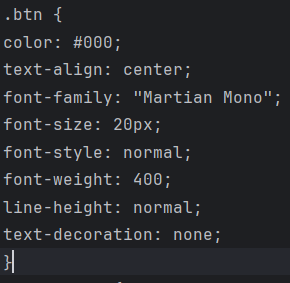 .btn {
color: #000;
text-align: center;
font-family: "Martian Mono";
font-size: 20px;
font-style: normal;
font-weight: 400;
line-height: normal;
text-decoration: none;
}